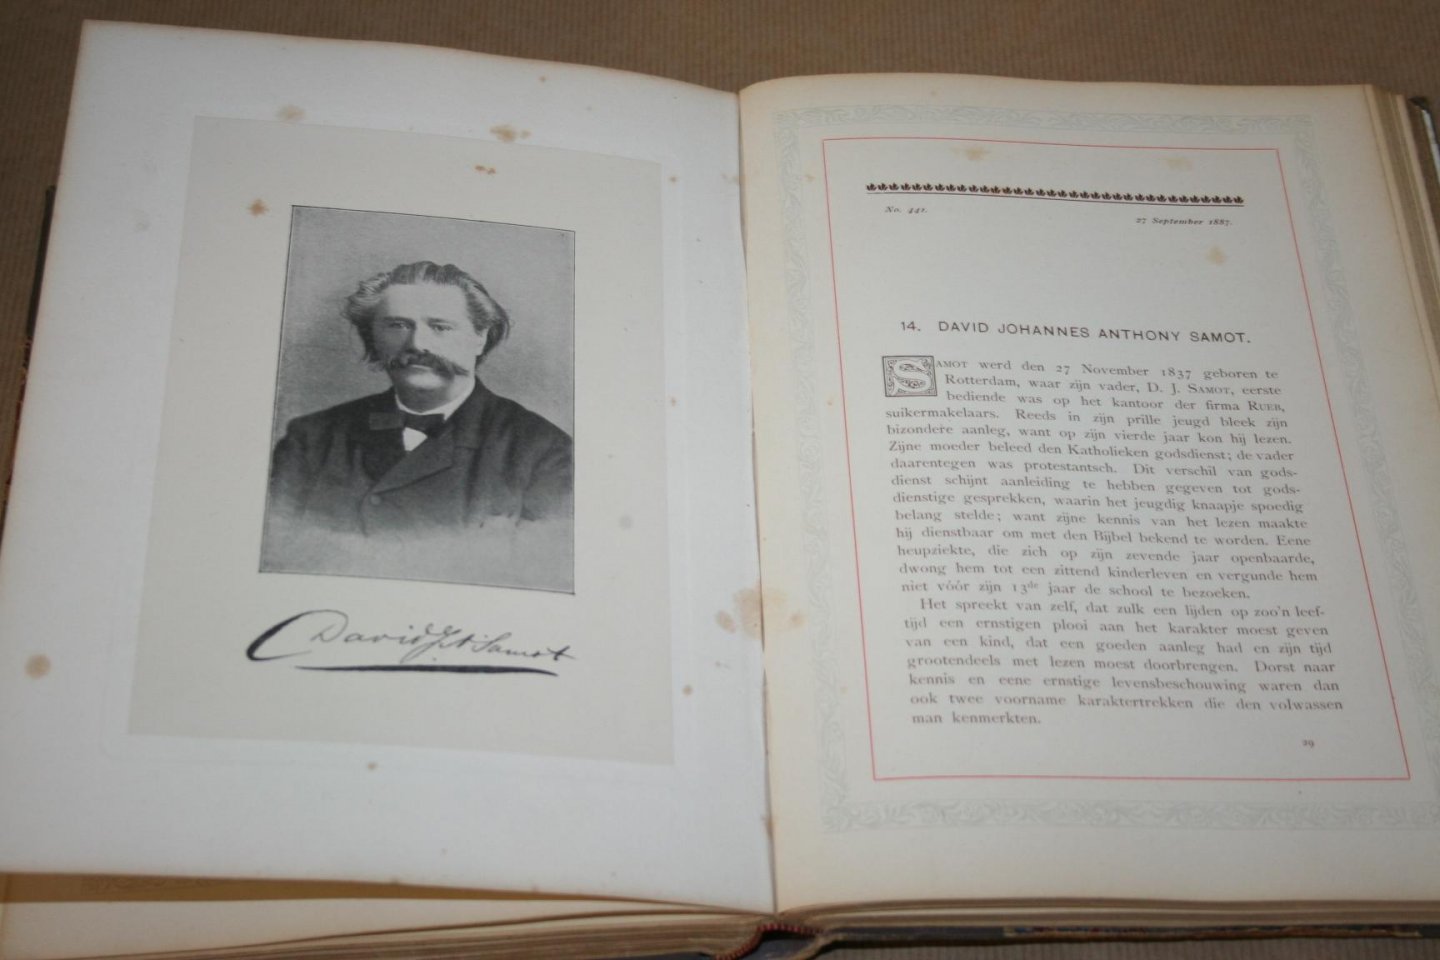 David J A Samot
No. 441.
27 September 1887.
14. DAVID JOHANNES ANTHONY SAMOT.
SAMOT werd den 27 November 1837 geboren te
Rotterdam, waar zijn vader, D. J. SAMOT, eerste
bediende was op het kantoor der firma RUEB,
suikermakelaars. Reeds in zijn prille jeugd bleek zijn
bizondere aanleg, want op zijn vierde jaar kon hij lezen.
Zijne moeder beleed den Katholieken godsdienst; de vader
daarentegen was protestantsch. Dit verschil van gods-
dienst schijnt aanleiding te hebben gegeven tot gods-
dienstige gesprekken, waarin het jeugdig knaapje spoedig
belang stelde; want zijne kennis van het lezen maakte
hij dienstbaar om met den Bijbel bekend te worden. Eene
heupziekte, die zich op zijn zevende jaar openbaarde,
dwong hem tot een zittend kinderleven en vergunde hem
niet vóór zijn 13de jaar de school te bezoeken.
Het spreekt van zelf, dat zulk een lijden op zoo'n leef-
tijd een ernstigen plooi aan het karakter moest geven
van een kind, dat een goeden aanleg had en zijn tijd
grootendeels met lezen moest doorbrengen. Dorst naar
kennis en eene ernstige levensbeschouwing waren dan
ook twee voorname karaktertrekken die den volwassen
man kenmerkten.
29